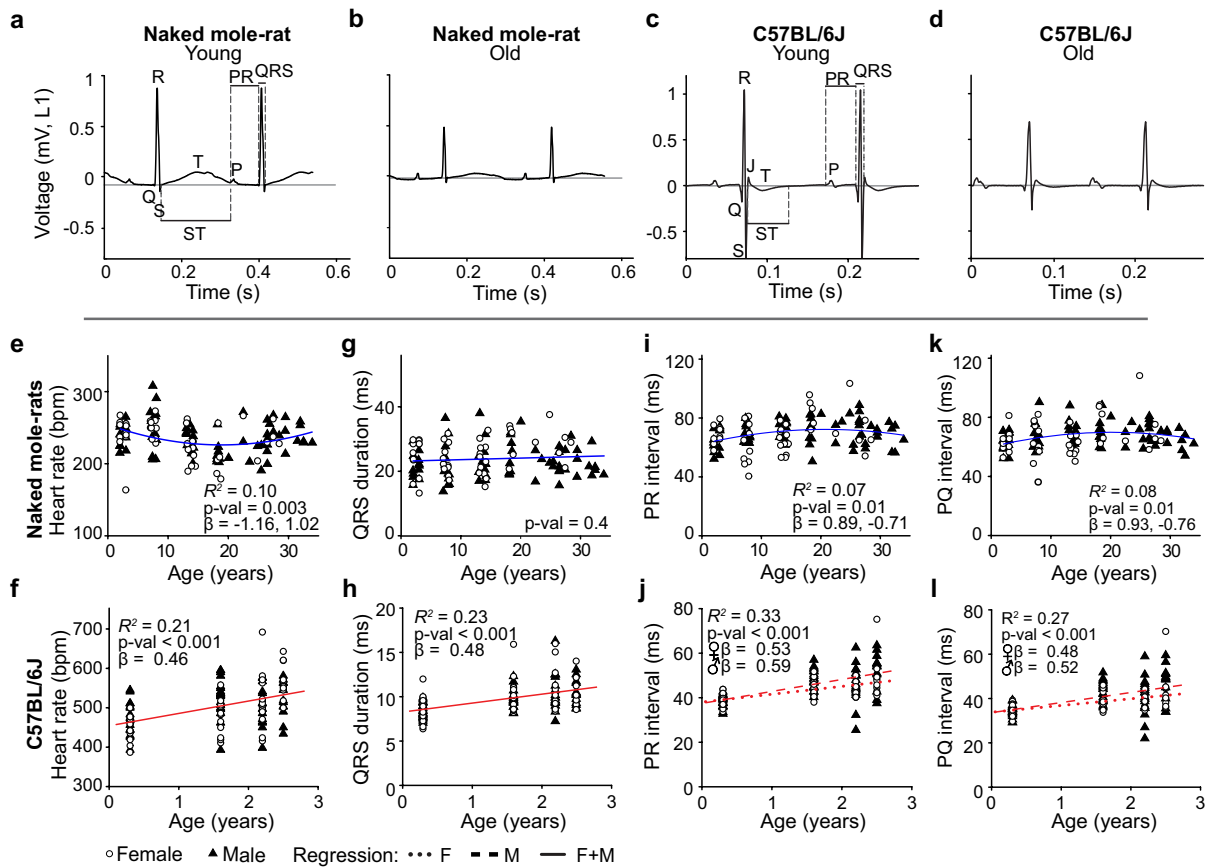 a b c d
Naked mole-rat Naked mole-rat C57BL/6J C57BL/6J
Young Old Young Old
Voltage (mV, L1)
1
0.5
0
-0.5
R PR QRS
T P
Q S
ST
0 0.2 0.4 0.6
Time (s)
0 0.2 0.4 0.6
Time (s)
1
0.5
0
-0.5
R PR QRS
J T P
Q
S
ST
0 0.1 0.2
Time (s)
0 0.1 0.2
Time (s)
e
Naked mole-rats
Heart rate (bpm)
300
200
100
R² = 0.10
p-val = 0.003
β = -1.16, 1.02
0 10 20 30
Age (years)
g
QRS duration (ms)
40
20
0
p-val = 0.4
0 10 20 30
Age (years)
i
PR interval (ms)
120
80
40
0
R² = 0.07
p-val = 0.01
β = 0.89, -0.71
0 10 20 30
Age (years)
k
PQ interval (ms)
120
80
40
0
R² = 0.08
p-val = 0.01
β = 0.93, -0.76
0 10 20 30
Age (years)
f
C57BL/6J
Heart rate (bpm)
700
600
500
400
300
R² = 0.21
p-val < 0.001
β = 0.46
0 1 2 3
Age (years)
h
QRS duration (ms)
20
15
10
5
0
R² = 0.23
p-val < 0.001
β = 0.48
0 1 2 3
Age (years)
j
PR interval (ms)
80
60
40
20
0
R² = 0.33
p-val < 0.001
♀β = 0.53
♂β = 0.59
0 1 2 3
Age (years)
l
PQ interval (ms)
80
60
40
20
0
R² = 0.27
p-val < 0.001
♀β = 0.48
♂β = 0.52
0 1 2 3
Age (years)
Female Male Regression: F M F+M